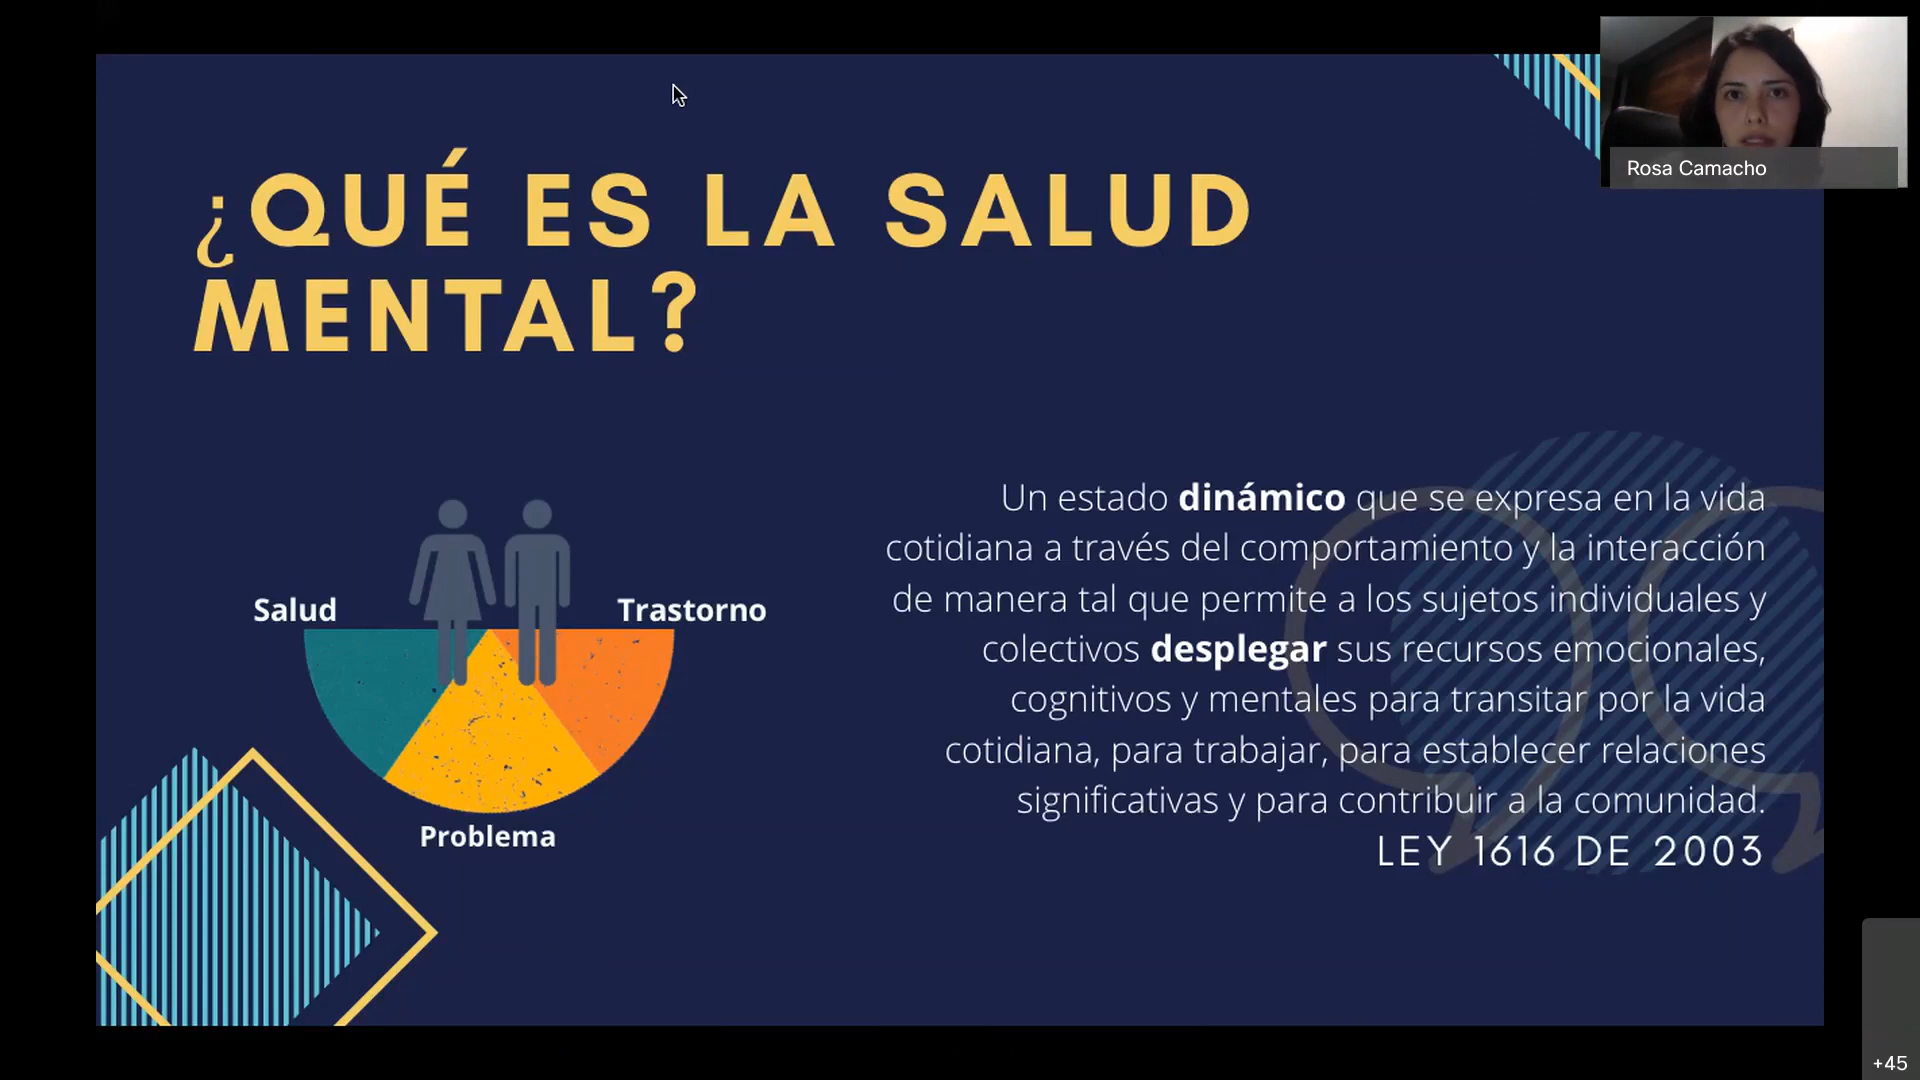 Rosa Camacho
¿QUÉ ES LA SALUD
MENTAL?
Salud
Trastorno
Problema
Un estado dinámico que se expresa en la vida
cotidiana a través del comportamiento y la interacción
de manera tal que permite a los sujetos individuales y
colectivos desplegar sus recursos emocionales,
cognitivos y mentales para transitar por la vida
cotidiana, para trabajar, para establecer relaciones
significativas y para contribuir a la comunidad.
LEY 1616 DE 2003
+45